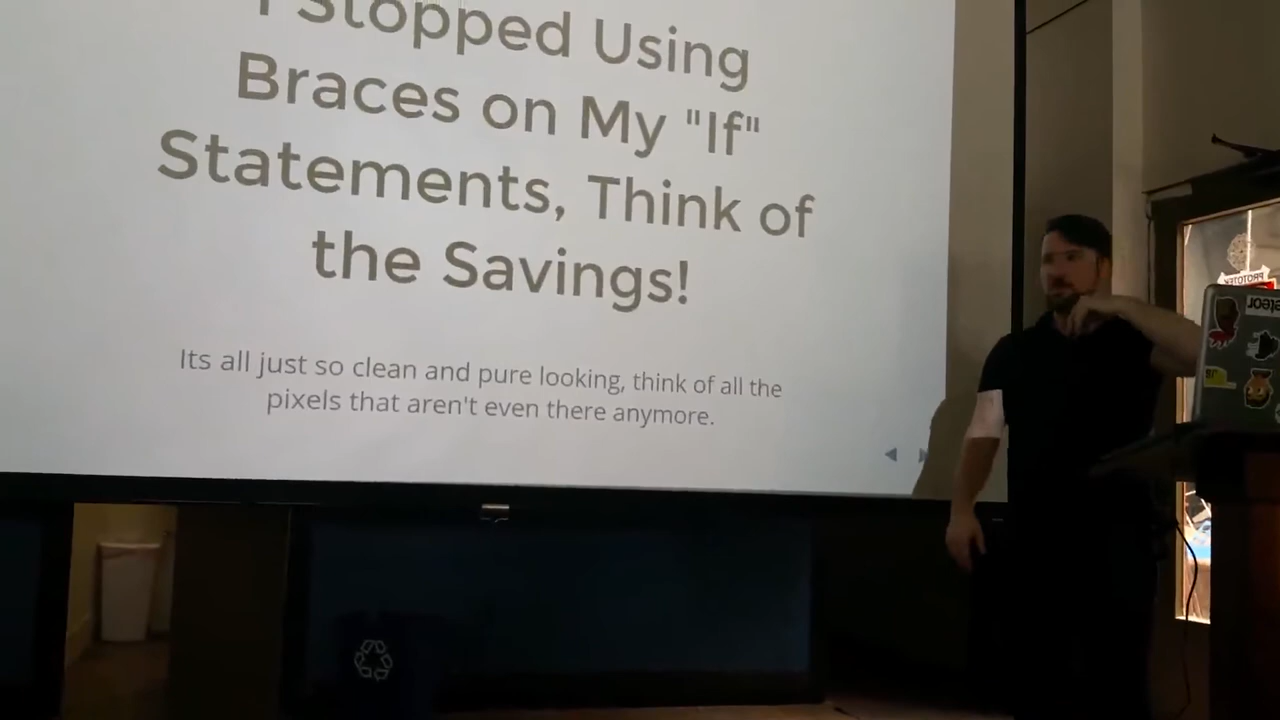 I Stopped Using
Braces on My "If"
Statements, Think of
the Savings!
Its all just so clean and pure looking, think of all the
pixels that aren't even there anymore.
PROTOTEK